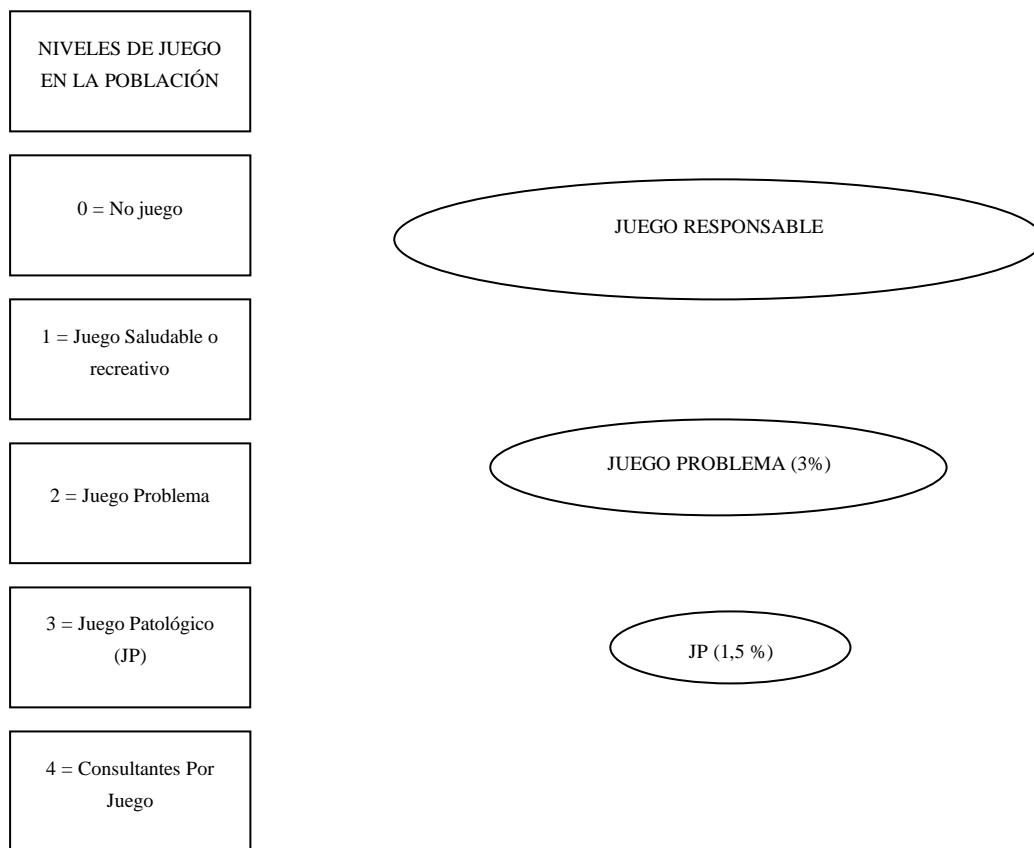 NIVELES DE JUEGO
EN LA POBLACIÓN
0 = No juego
JUEGO RESPONSABLE
1 = Juego Saludable o
recreativo
JUEGO PROBLEMA (3%)
2 = Juego Problema
3 = Juego Patológico
(JP)
JP (1,5 %)
4 = Consultantes Por
Juego